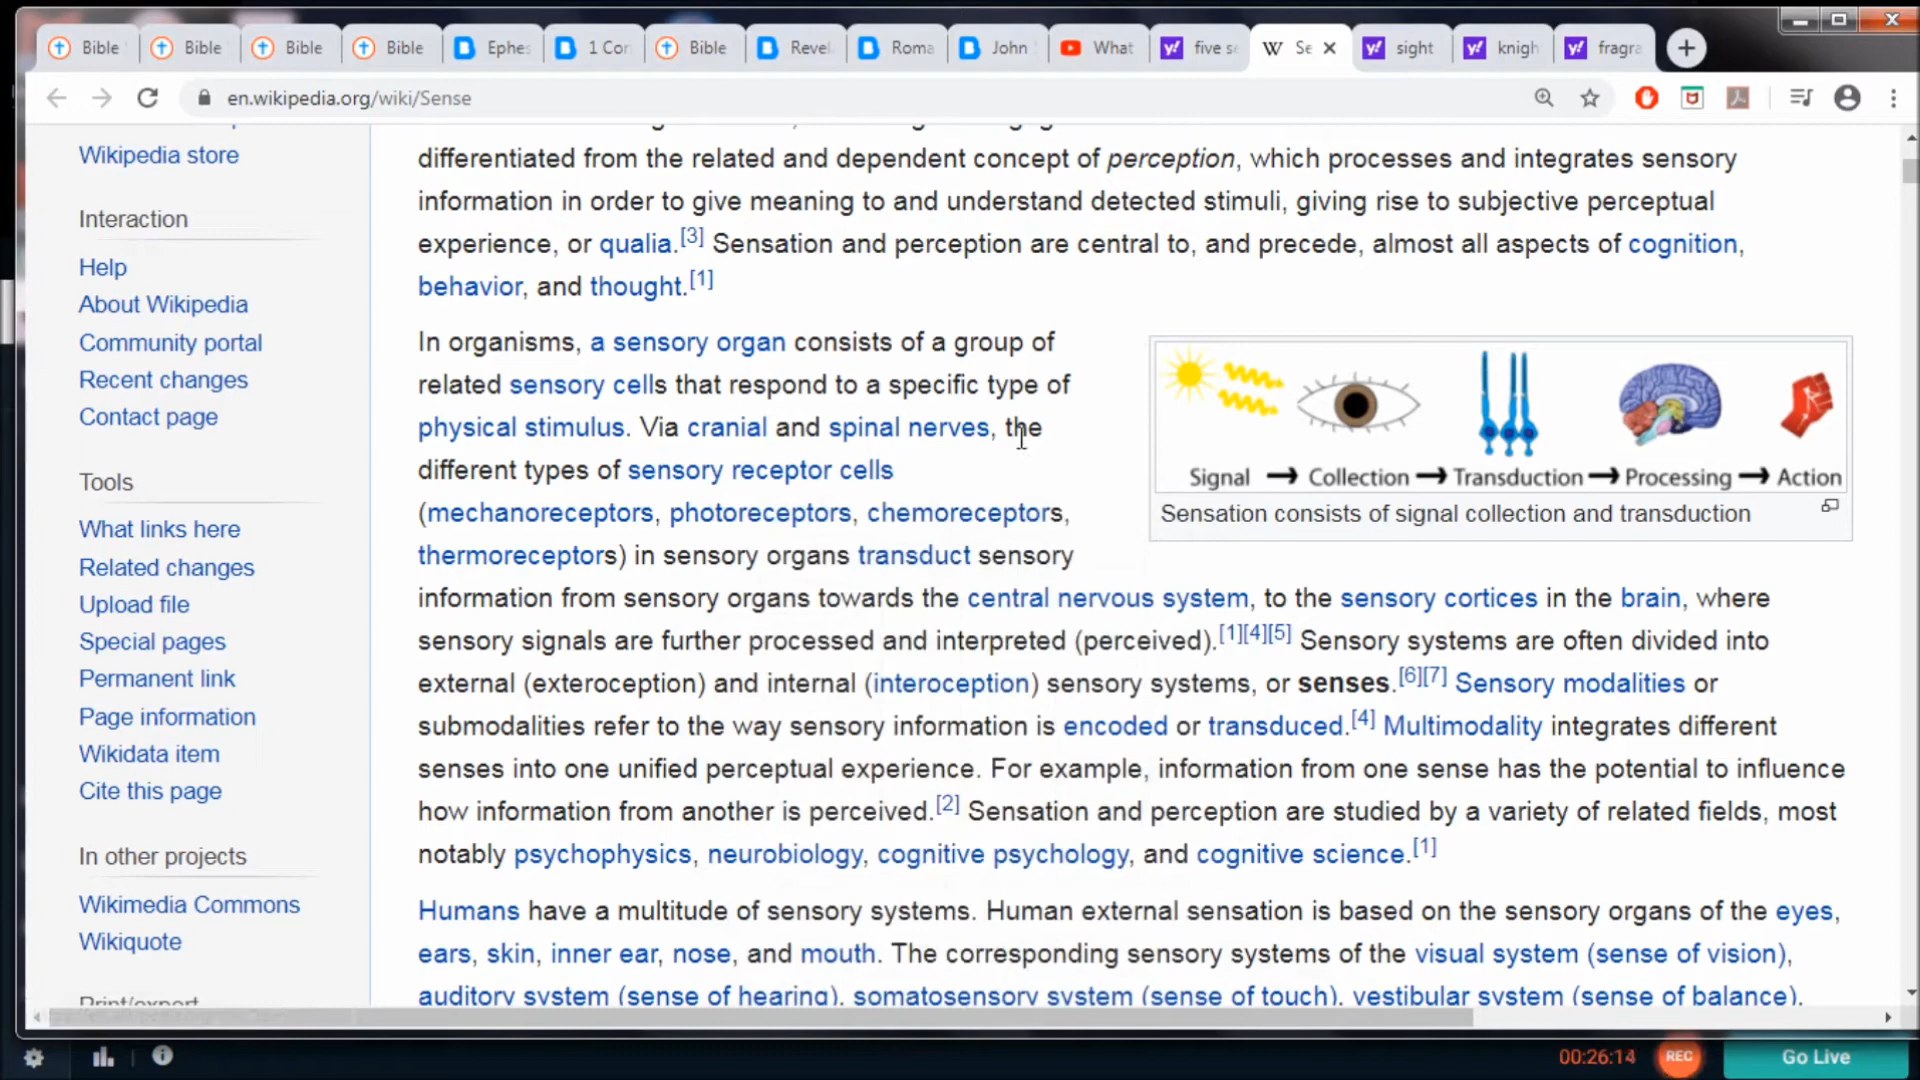 Bible
Bible
Bible
Bible
Ephes
1 Cor
Bible
Revel
Roma
John
What
five se
W Se
sight
knigh
fragra
en.wikipedia.org/wiki/Sense
Wikipedia store
Interaction
Help
About Wikipedia
Community portal
Recent changes
Contact page
Tools
What links here
Related changes
Upload file
Special pages
Permanent link
Page information
Wikidata item
Cite this page
In other projects
Wikimedia Commons
Wikiquote
Print/export
differentiated from the related and dependent concept of perception, which processes and integrates sensory
information in order to give meaning to and understand detected stimuli, giving rise to subjective perceptual
experience, or qualia.[3] Sensation and perception are central to, and precede, almost all aspects of cognition,
behavior, and thought.[1]
In organisms, a sensory organ consists of a group of
related sensory cells that respond to a specific type of
physical stimulus. Via cranial and spinal nerves, the
different types of sensory receptor cells
(mechanoreceptors, photoreceptors, chemoreceptors,
thermoreceptors) in sensory organs transduct sensory
information from sensory organs towards the central nervous system, to the sensory cortices in the brain, where
sensory signals are further processed and interpreted (perceived).[1][4][5] Sensory systems are often divided into
external (exteroception) and internal (interoception) sensory systems, or senses.[6][7] Sensory modalities or
submodalities refer to the way sensory information is encoded or transduced.[4] Multimodality integrates different
senses into one unified perceptual experience. For example, information from one sense has the potential to influence
how information from another is perceived.[2] Sensation and perception are studied by a variety of related fields, most
notably psychophysics, neurobiology, cognitive psychology, and cognitive science.[1]
Signal → Collection → Transduction → Processing → Action
Sensation consists of signal collection and transduction
Humans have a multitude of sensory systems. Human external sensation is based on the sensory organs of the eyes,
ears, skin, inner ear, nose, and mouth. The corresponding sensory systems of the visual system (sense of vision),
auditory system (sense of hearing), somatosensory system (sense of touch), vestibular system (sense of balance),
00:26:14
REC
Go Live